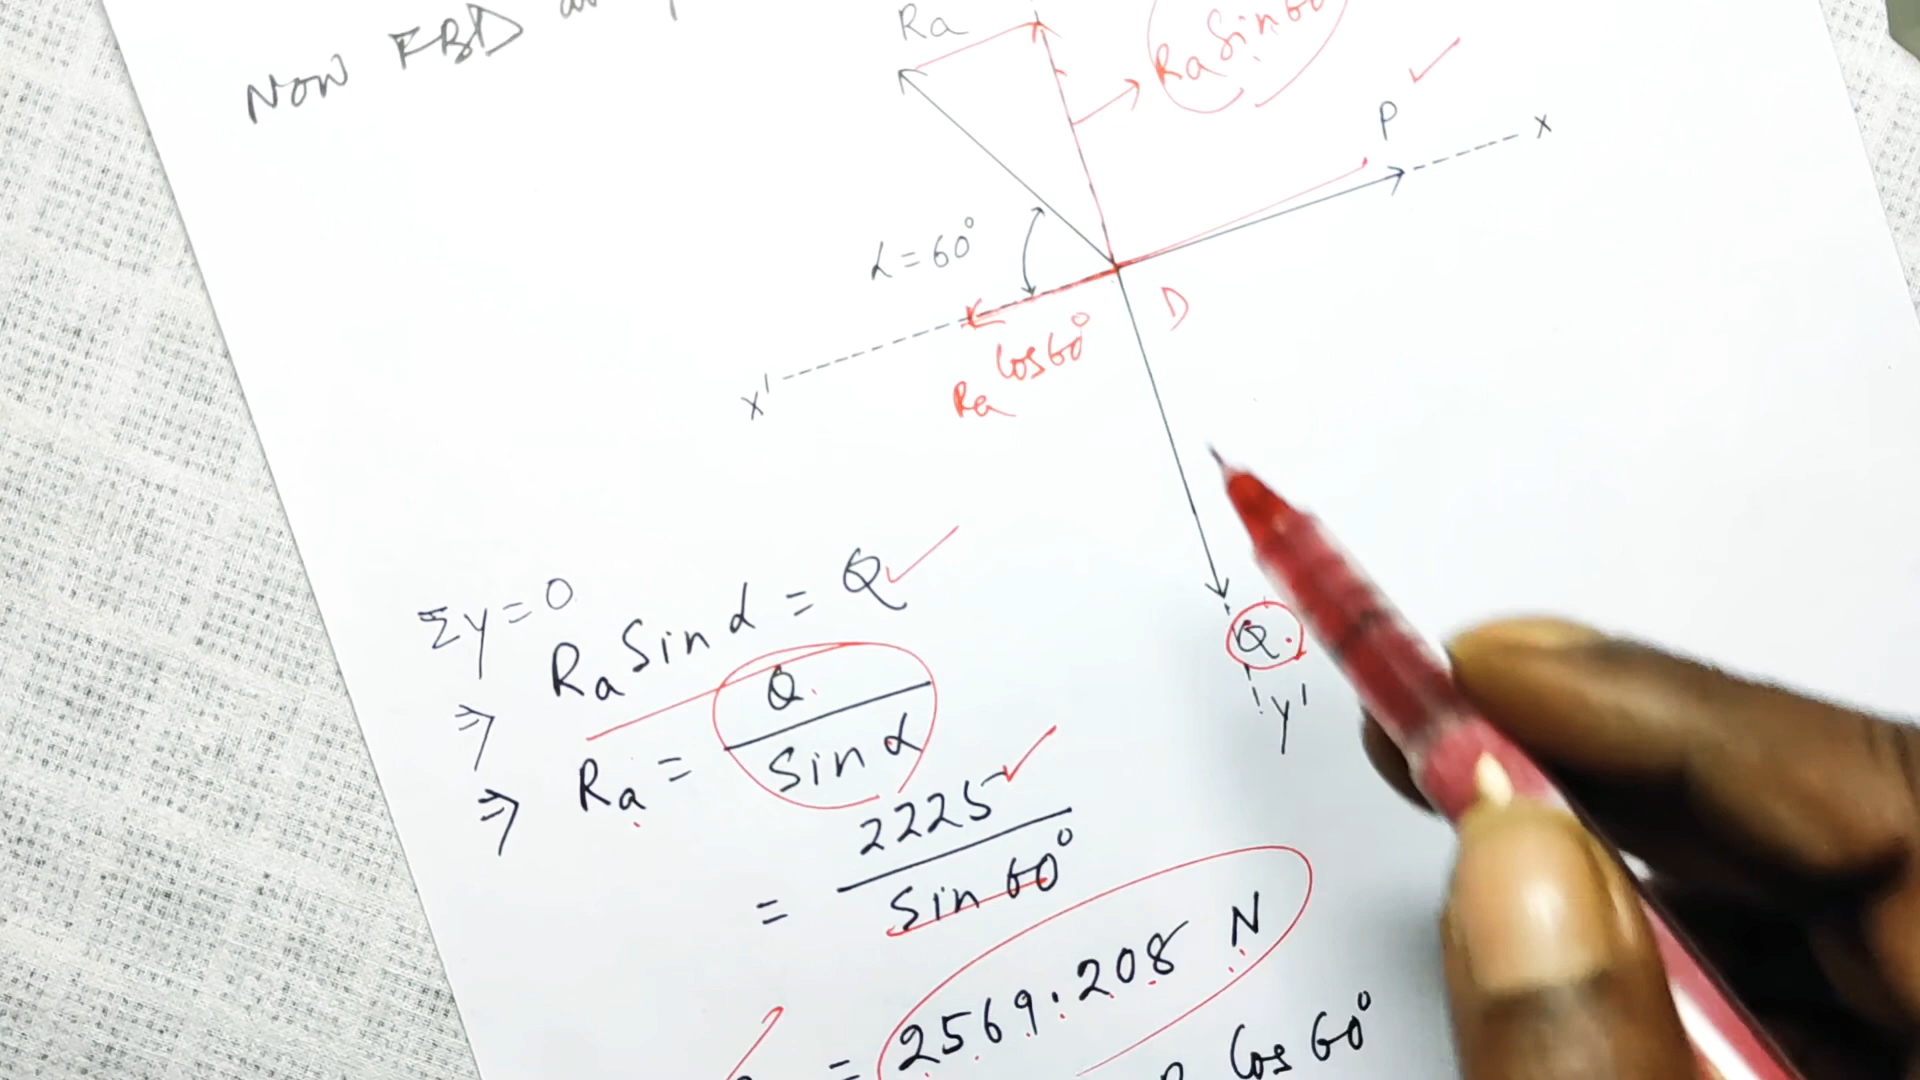 Now FBD
Ra
Ra Sin 60
P
x
α = 60°
D
Ra Cos 60°
x'
Σy = 0
⇒ Ra Sin α = Q
Q
y'
⇒ Ra = Q / Sin α
= 2225 / Sin 60°
= 2569.208 N
Cos 60°